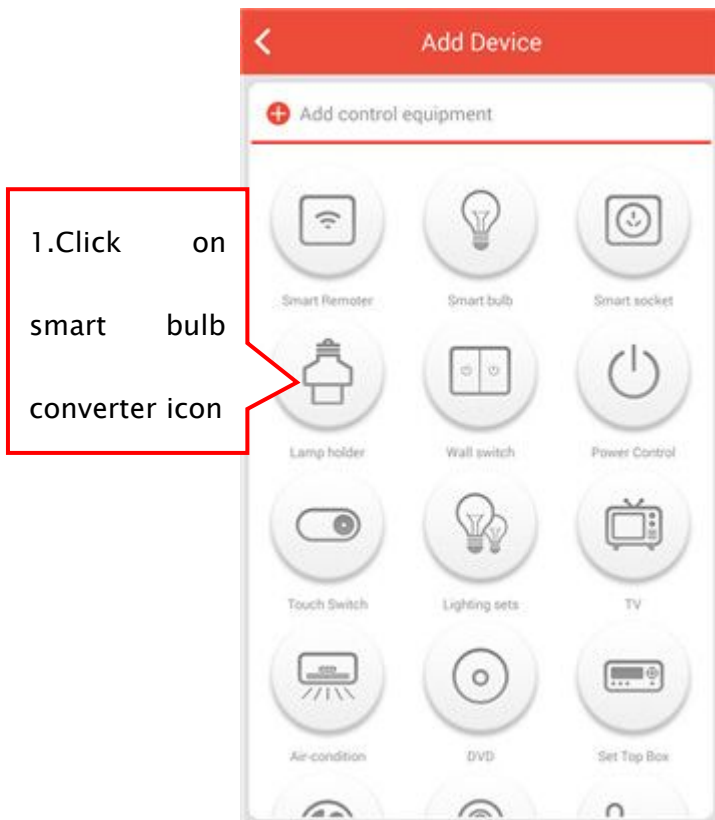 Add Device
Add control equipment
1.Click on
smart bulb
converter icon
Smart Remoter Smart bulb Smart socket
Lamp holder Wall switch Power Control
Touch Switch Lighting sets TV
Air-condition DVD Set Top Box